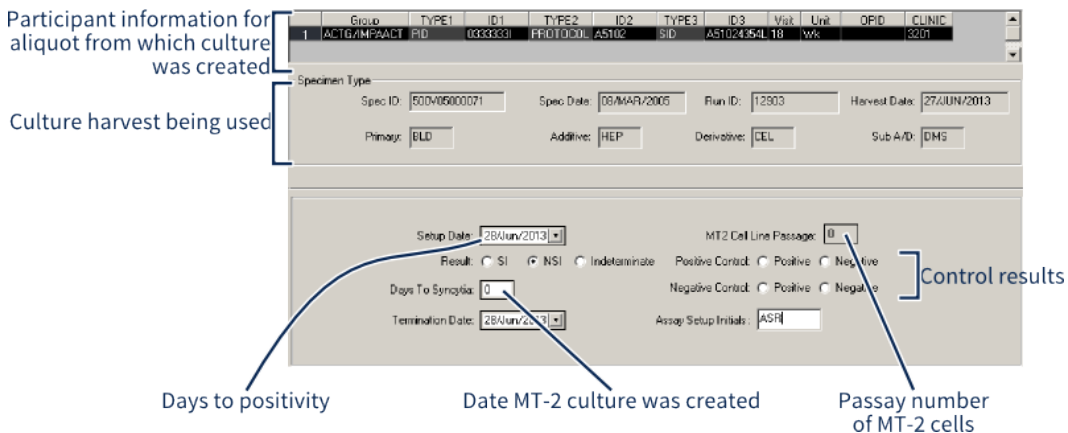 Participant information for
aliquot from which culture
was created
Group TYPE1 ID1 TYPE2 ID2 TYPE3 ID3 Visit Unit OPID CLINIC
1 ACTG/IMPAACT PID 0333333I PROTOCOL A5102 SID A51024354L 18 Wk 3201
Specimen Type
Culture harvest being used
Spec ID: 500V05000071 Spec Date: 08/MAR/2005 Run ID: 12903 Harvest Date: 27/JUN/2013
Primary: BLD Additive: HEP Derivative: CEL Sub A/D: DMS
Setup Date: 28/Jun/2013 MT2 Cell Line Passage: 0
Result: SI NSI Indeterminate Positive Control: Positive Negative
Control results
Days To Syncytia: 0 Negative Control: Positive Negative
Termination Date: 28/Jun/2013 Assay Setup Initials: ASR
Days to positivity
Date MT-2 culture was created
Passay number
of MT-2 cells